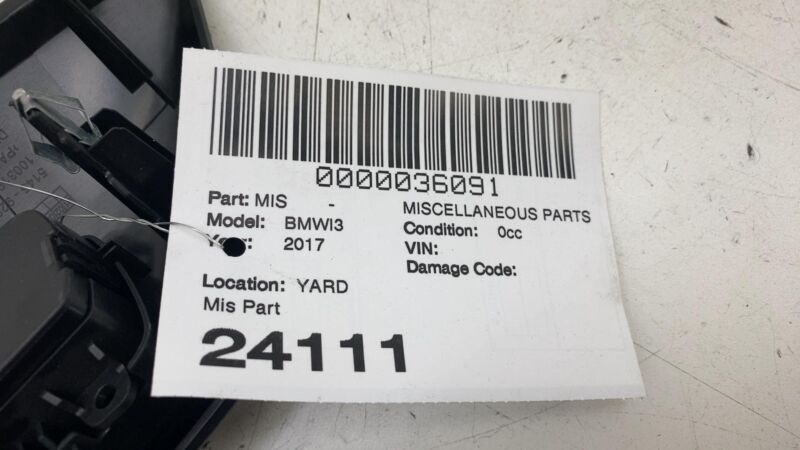 0000036091
Part: MIS - MISCELLANEOUS PARTS
Model: BMWI3 Condition: 0cc
2017 VIN:
Damage Code:
Location: YARD
Mis Part
24111